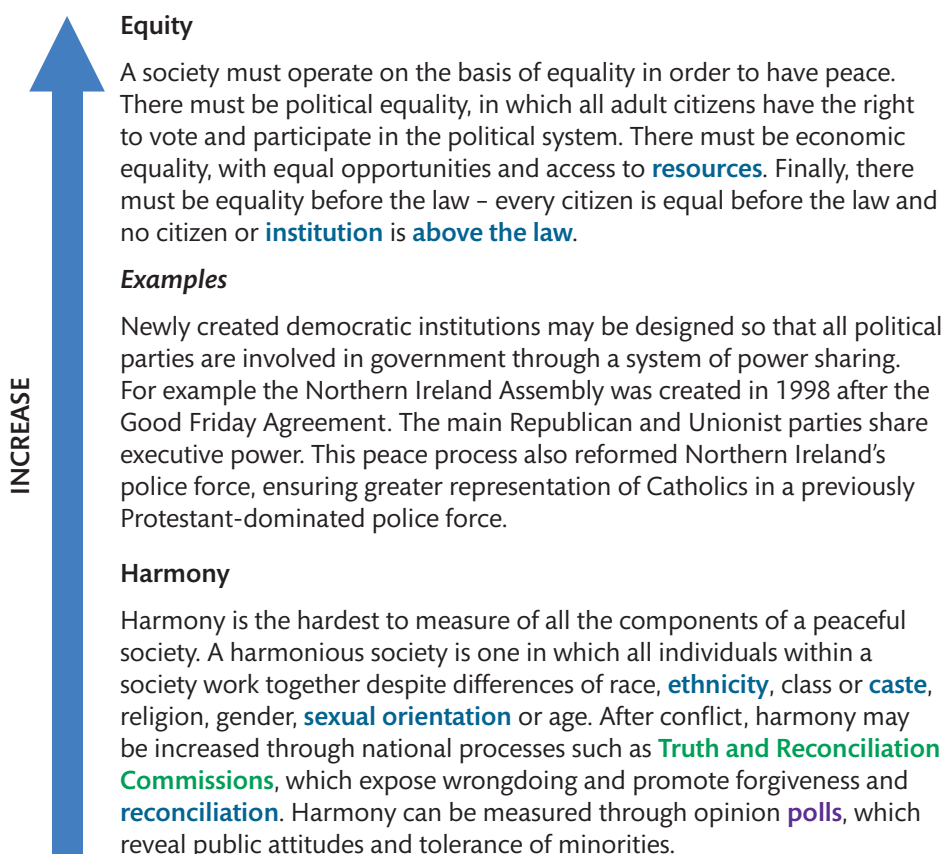 Equity
A society must operate on the basis of equality in order to have peace.
There must be political equality, in which all adult citizens have the right
to vote and participate in the political system. There must be economic
equality, with equal opportunities and access to resources. Finally, there
must be equality before the law – every citizen is equal before the law and
no citizen or institution is above the law.
Examples
Newly created democratic institutions may be designed so that all political
parties are involved in government through a system of power sharing.
For example the Northern Ireland Assembly was created in 1998 after the
Good Friday Agreement. The main Republican and Unionist parties share
executive power. This peace process also reformed Northern Ireland’s
police force, ensuring greater representation of Catholics in a previously
Protestant-dominated police force.
INCREASE
Harmony
Harmony is the hardest to measure of all the components of a peaceful
society. A harmonious society is one in which all individuals within a
society work together despite differences of race, ethnicity, class or caste,
religion, gender, sexual orientation or age. After conflict, harmony may
be increased through national processes such as Truth and Reconciliation
Commissions, which expose wrongdoing and promote forgiveness and
reconciliation. Harmony can be measured through opinion polls, which
reveal public attitudes and tolerance of minorities.